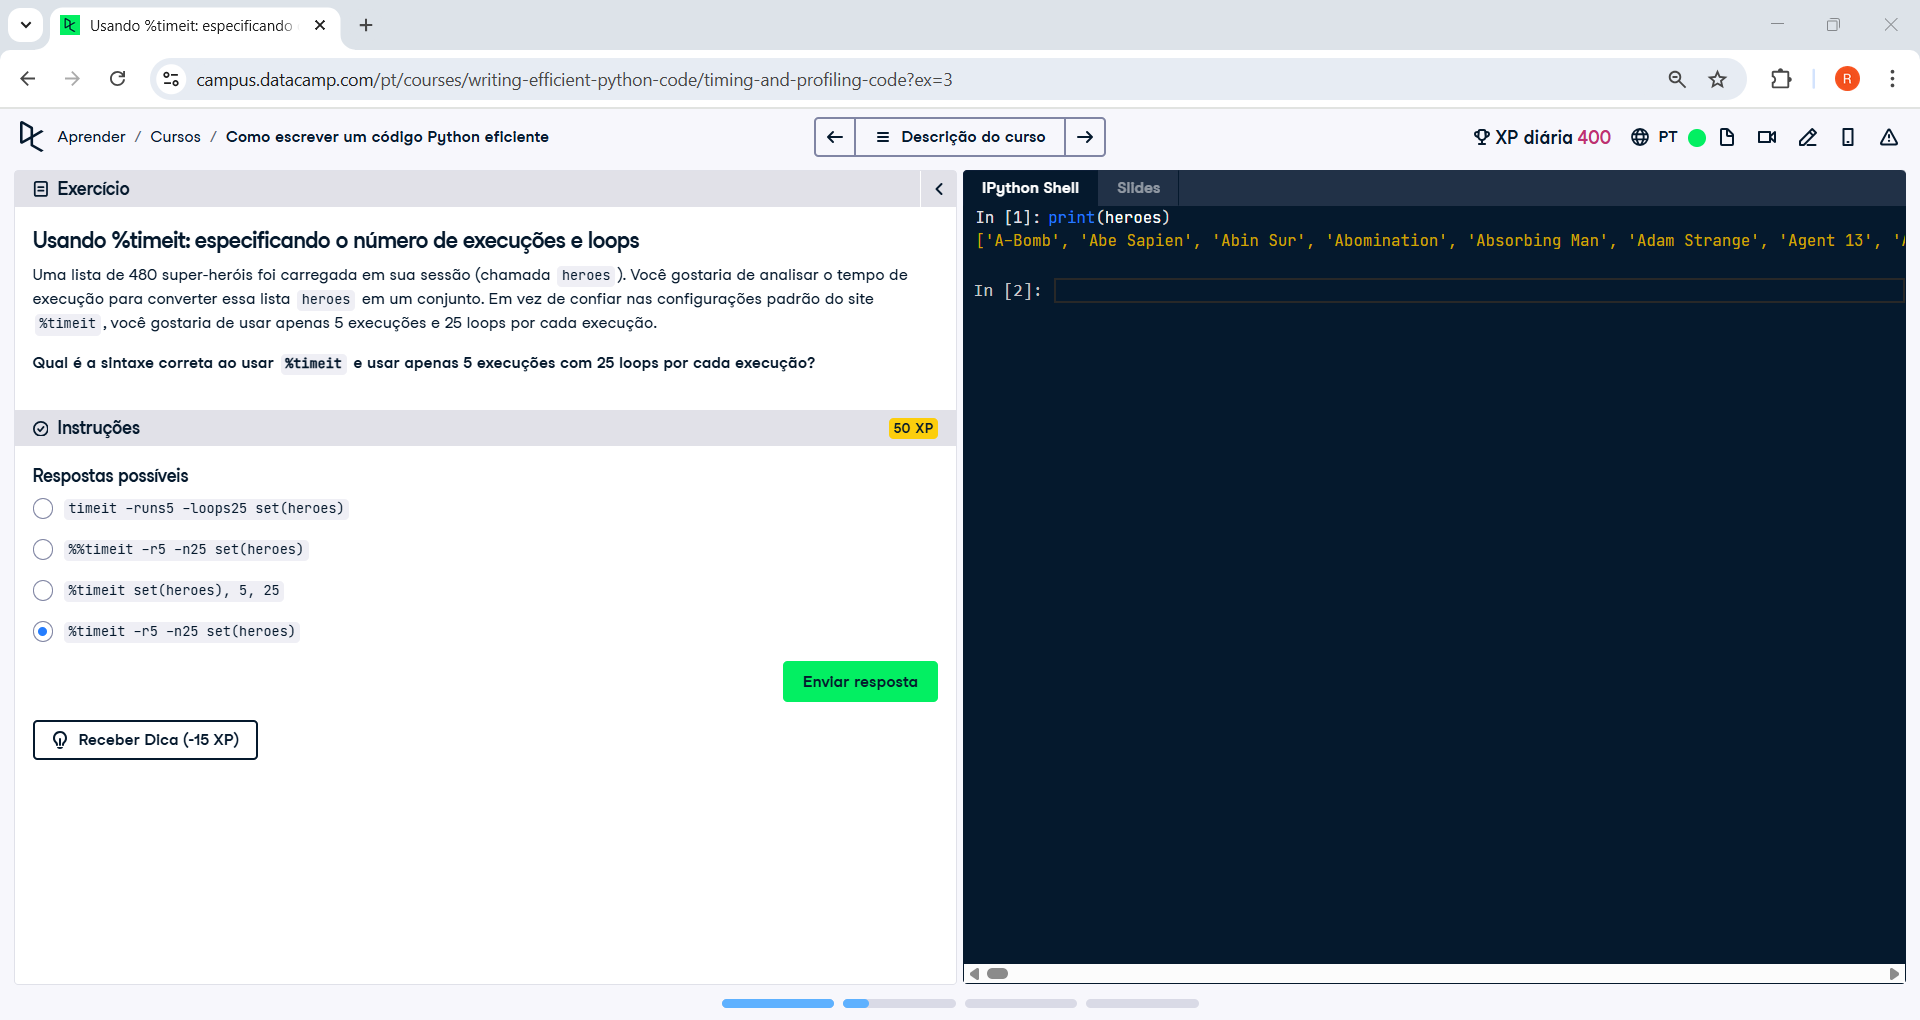 Usando %timeit: especificando
campus.datacamp.com/pt/courses/writing-efficient-python-code/timing-and-profiling-code?ex=3
R
Aprender / Cursos / Como escrever um código Python eficiente
Descrição do curso
XP diária 400
PT
Exercício
Usando %timeit: especificando o número de execuções e loops
Uma lista de 480 super-heróis foi carregada em sua sessão (chamada heroes). Você gostaria de analisar o tempo de
execução para converter essa lista heroes em um conjunto. Em vez de confiar nas configurações padrão do site
%timeit, você gostaria de usar apenas 5 execuções e 25 loops por cada execução.
Qual é a sintaxe correta ao usar %timeit e usar apenas 5 execuções com 25 loops por cada execução?
Instruções
50 XP
Respostas possíveis
timeit -runs5 -loops25 set(heroes)
%%timeit -r5 -n25 set(heroes)
%timeit set(heroes), 5, 25
%timeit -r5 -n25 set(heroes)
Enviar resposta
Receber Dica (-15 XP)
IPython Shell
Slides
In [1]: print(heroes)
['A-Bomb', 'Abe Sapien', 'Abin Sur', 'Abomination', 'Absorbing Man', 'Adam Strange', 'Agent 13', '
In [2]: